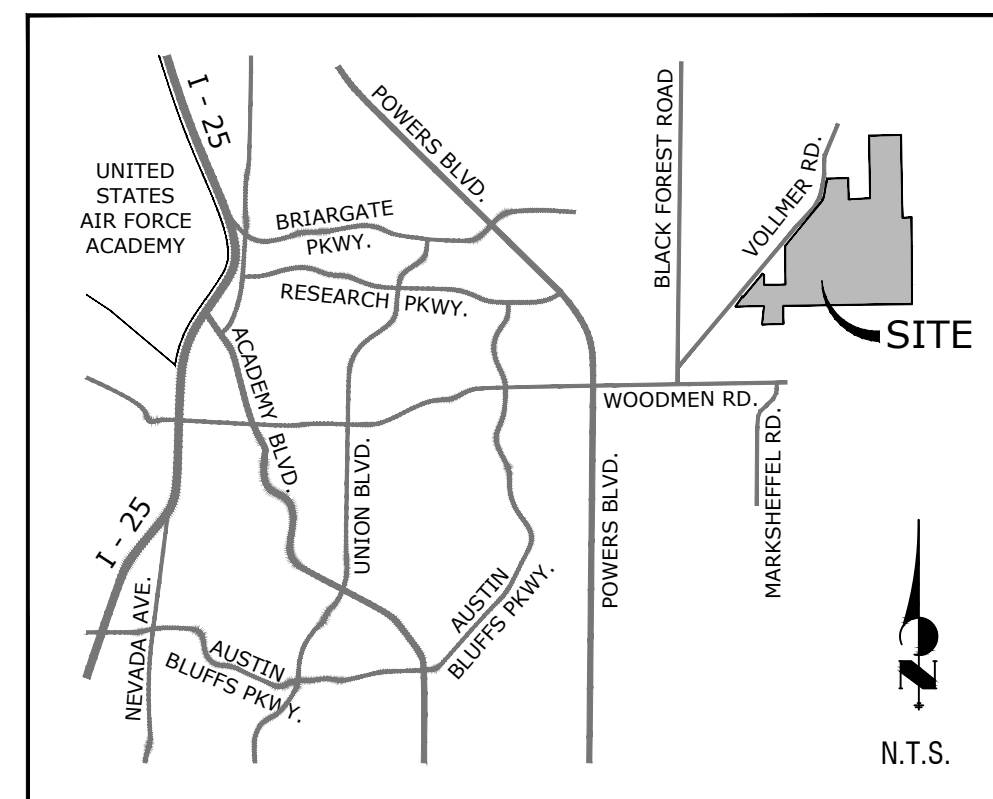 I - 25
POWERS BLVD.
BLACK FOREST ROAD
VOLLMER RD.
UNITED
STATES
AIR FORCE
ACADEMY
BRIARGATE
PKWY.
RESEARCH PKWY.
SITE
ACADEMY BLVD.
WOODMEN RD.
UNION BLVD.
POWERS BLVD.
MARKSHEFFEL RD.
I - 25
NEVADA AVE.
AUSTIN
BLUFFS PKWY.
AUSTIN
BLUFFS PKWY.
N
N.T.S.